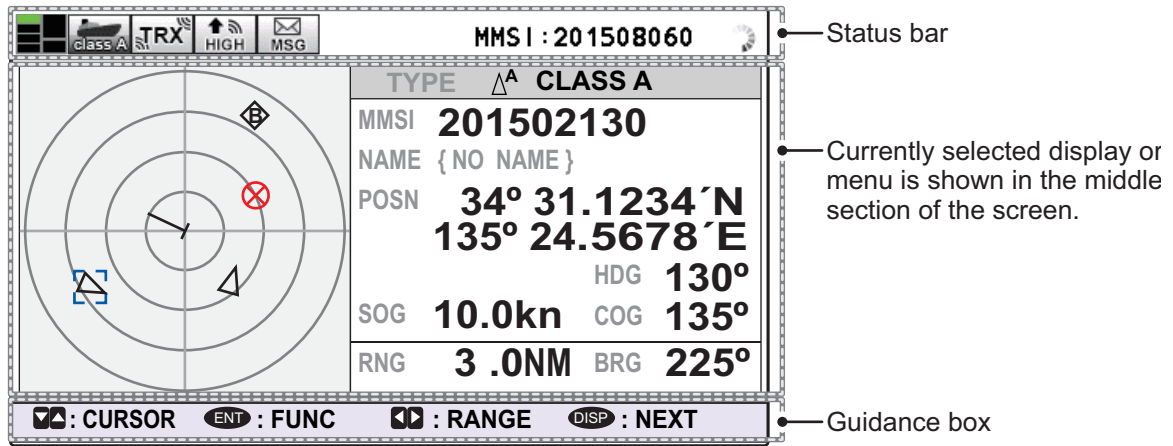 class A TRX HIGH MSG MMSI:201508060
Status bar
TYPE A CLASS A
MMSI 201502130
NAME { NO NAME }
POSN 34º 31.1234´N
135º 24.5678´E
HDG 130º
SOG 10.0kn COG 135º
RNG 3 .0NM BRG 225º
B
Currently selected display or
menu is shown in the middle
section of the screen.
: CURSOR ENT : FUNC : RANGE DISP : NEXT
Guidance box